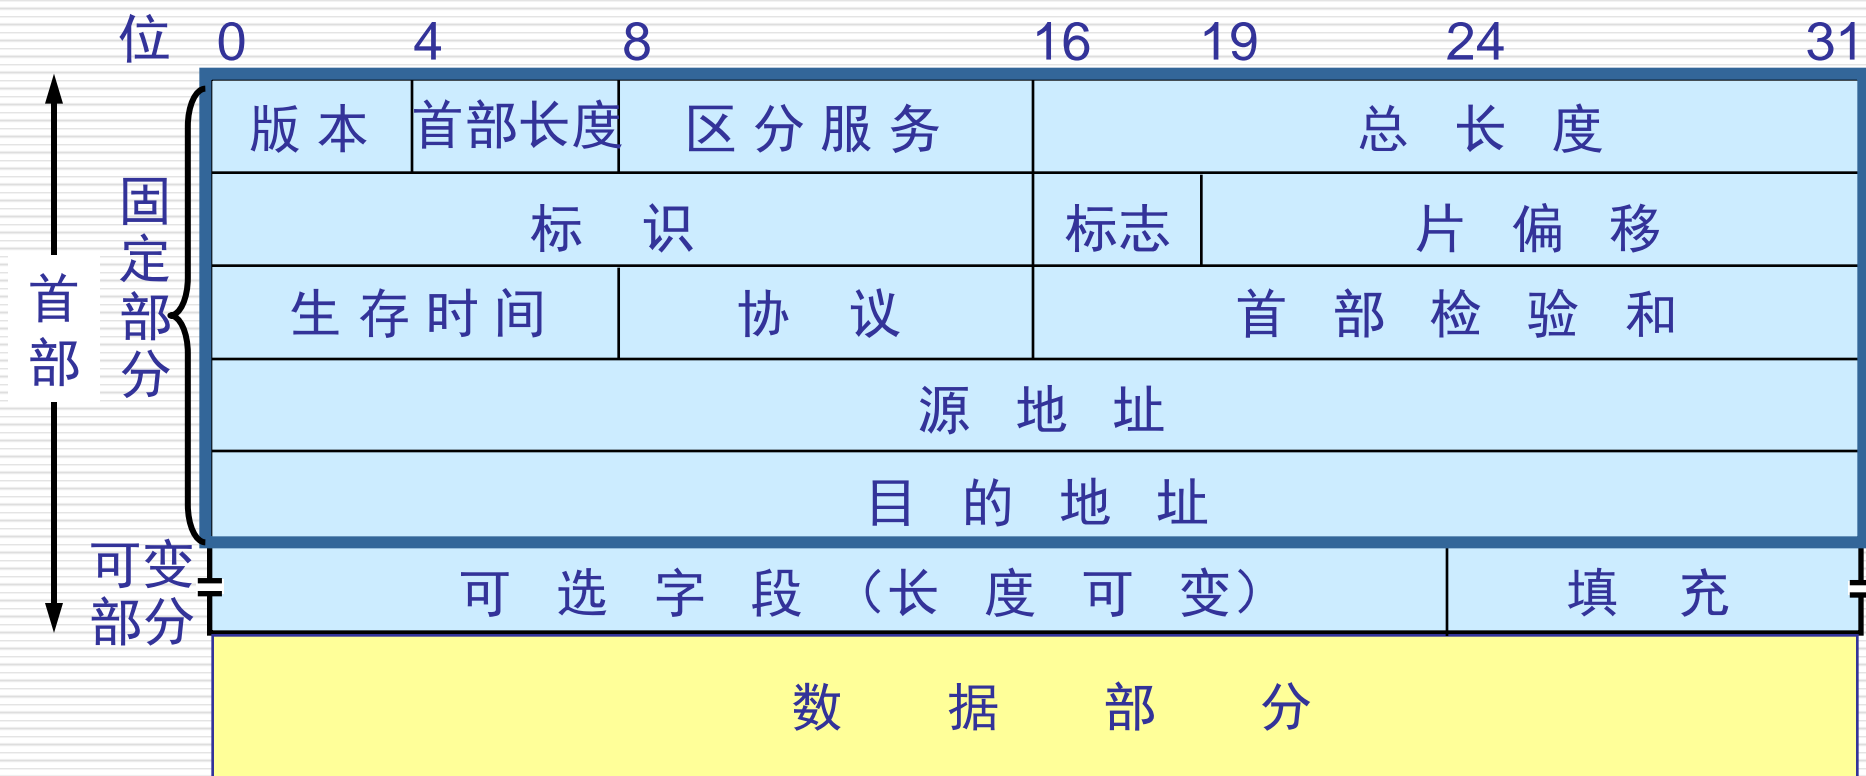 位 0 4 8 16 19 24 31
版 本 首部长度 区 分 服 务 总 长 度
标 识 标志 片 偏 移
生 存 时 间 协 议 首 部 检 验 和
源 地 址
目 的 地 址
可 选 字 段 （长 度 可 变） 填 充
数 据 部 分
首部
固定部分
可变
部分